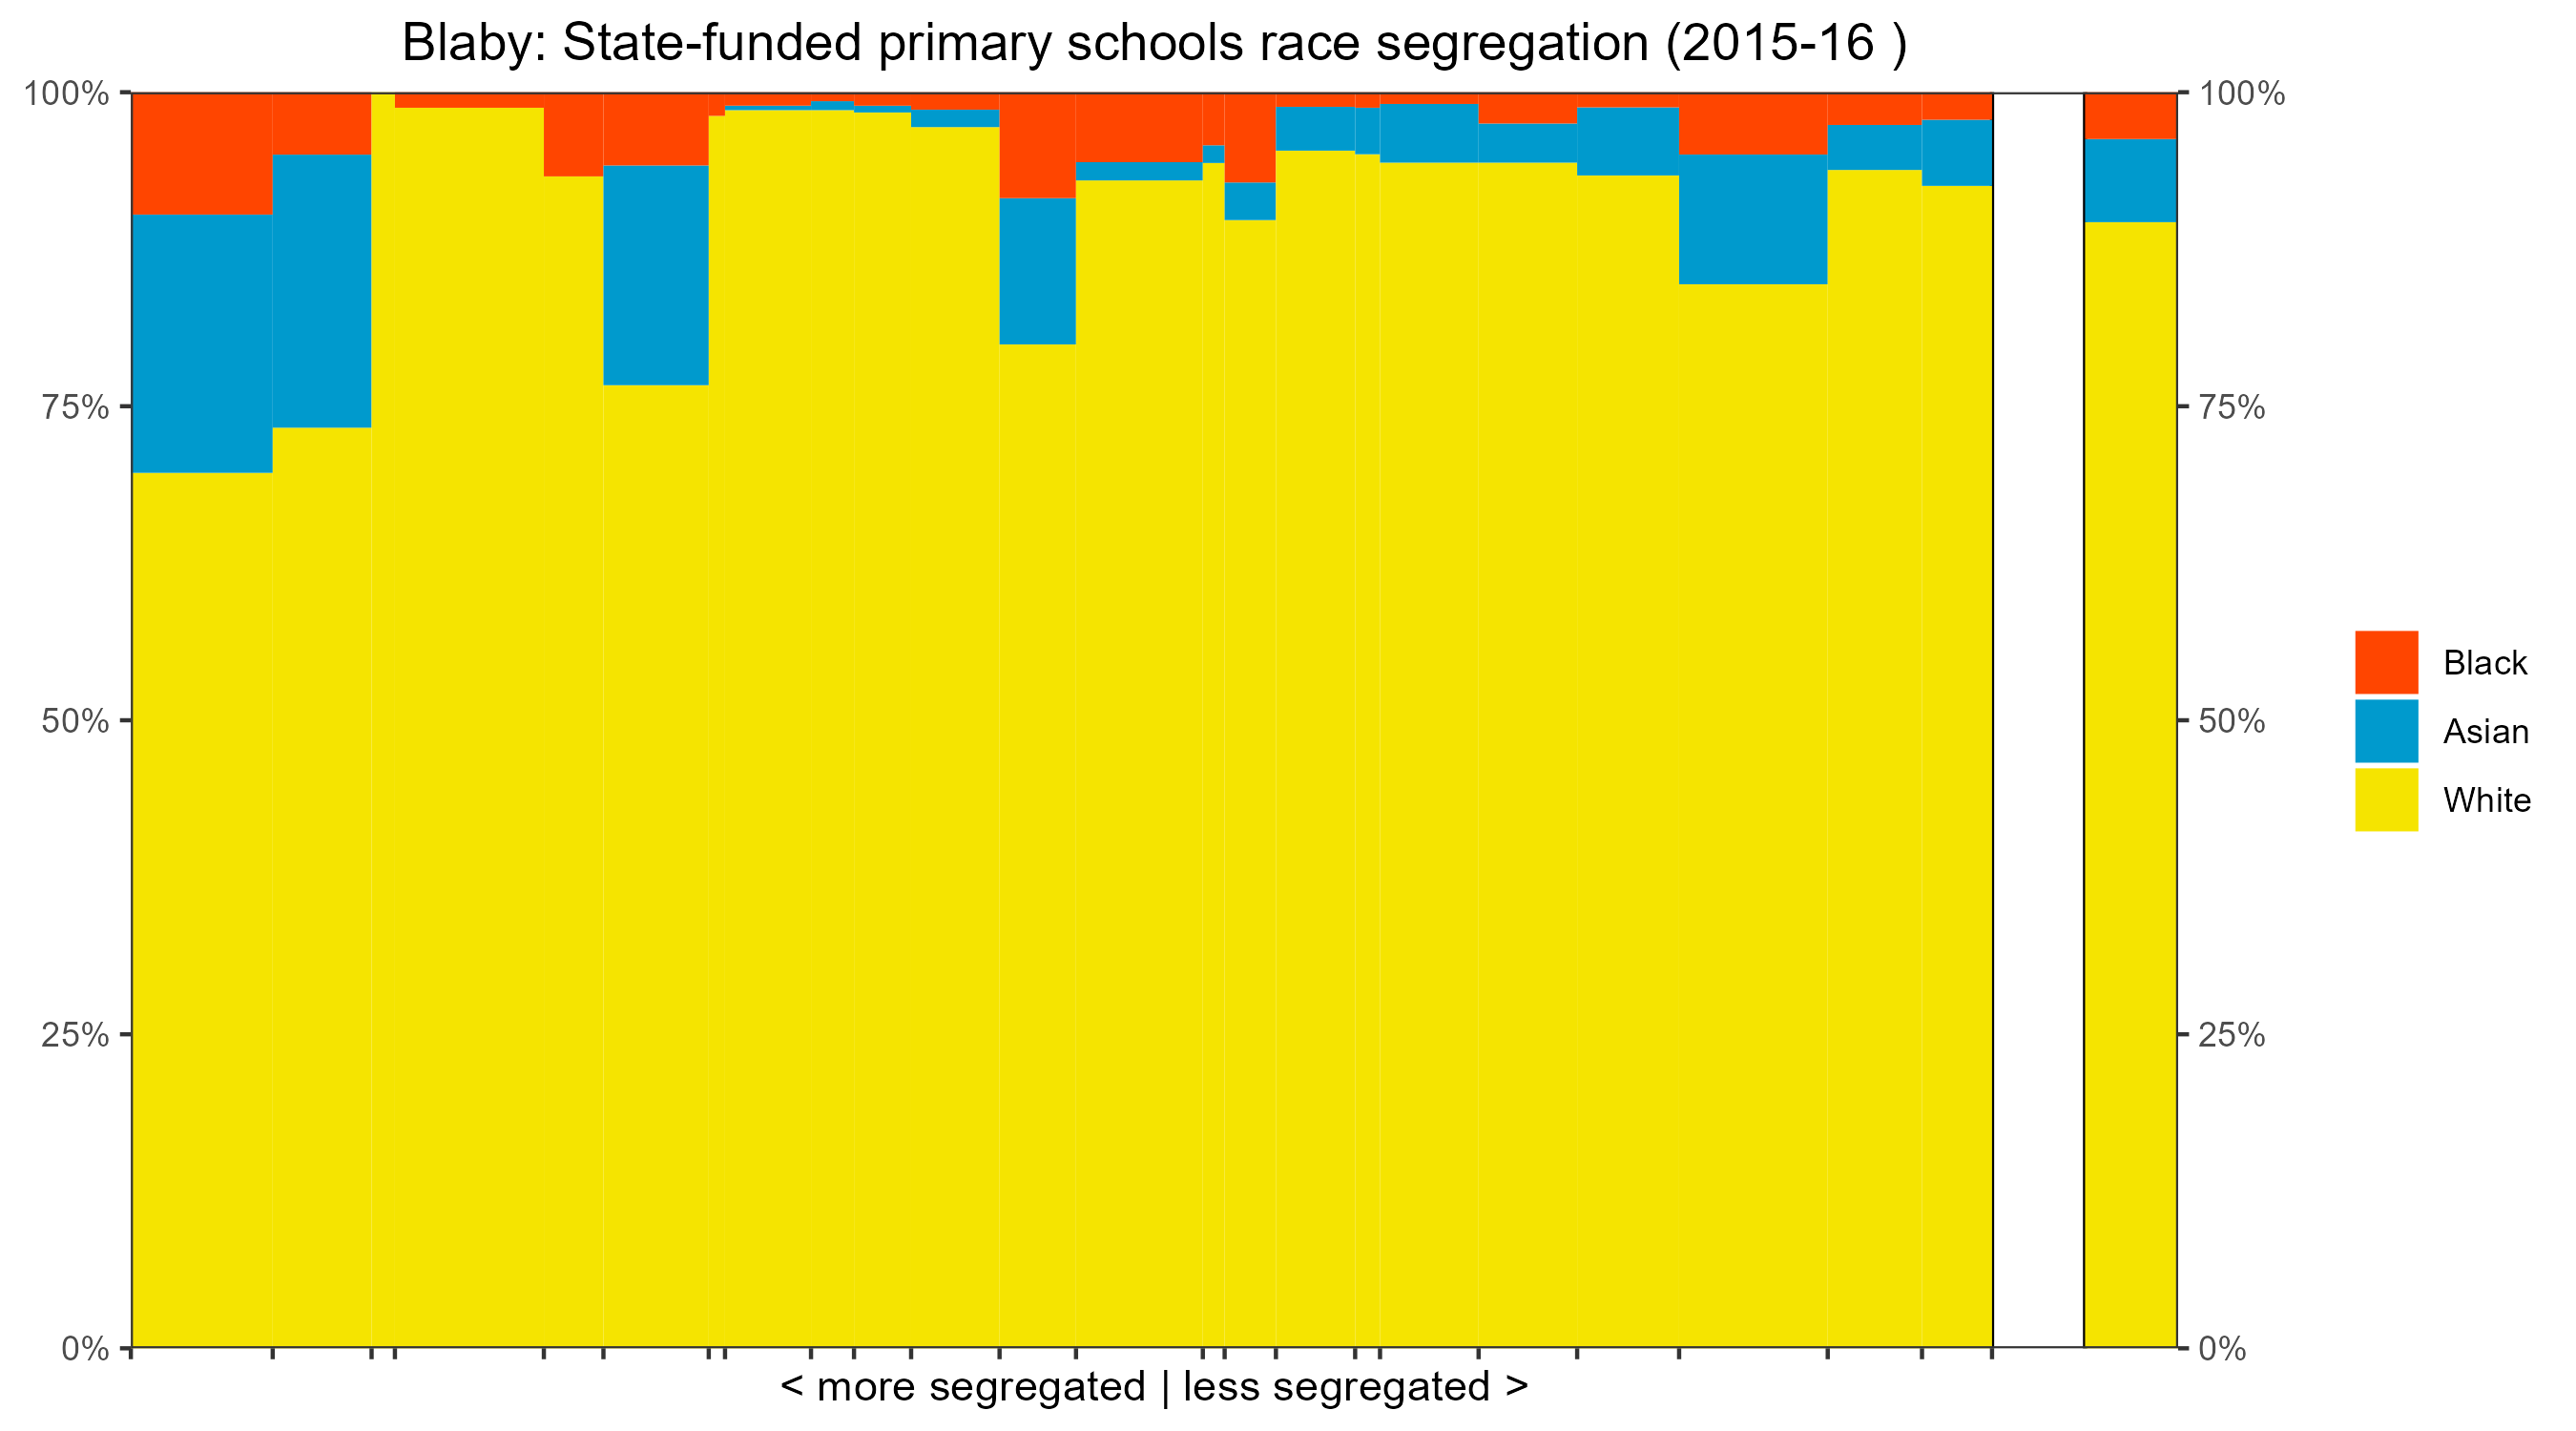 Blaby: State-funded primary schools race segregation (2015-16 )
100%
75%
50%
25%
0%
100%
75%
50%
25%
0%
Black
Asian
White
< more segregated | less segregated >